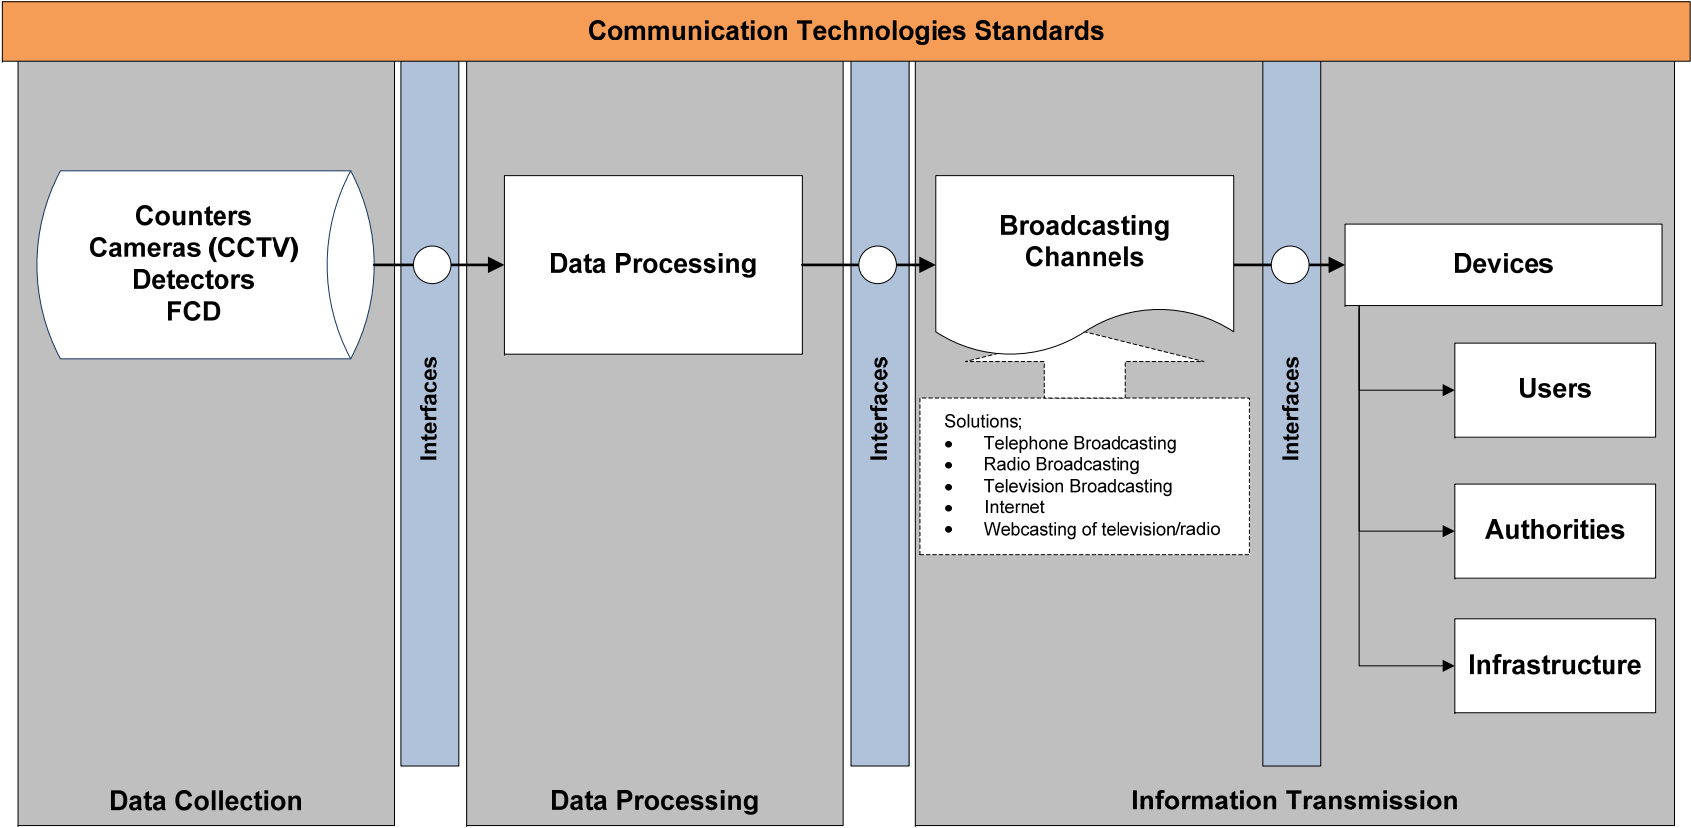 Communication Technologies Standards
Counters
Cameras (CCTV)
Detectors
FCD
Interfaces
Data Processing
Interfaces
Broadcasting
Channels
Solutions;
• Telephone Broadcasting
• Radio Broadcasting
• Television Broadcasting
• Internet
• Webcasting of television/radio
Interfaces
Devices
Users
Authorities
Infrastructure
Data Collection
Data Processing
Information Transmission